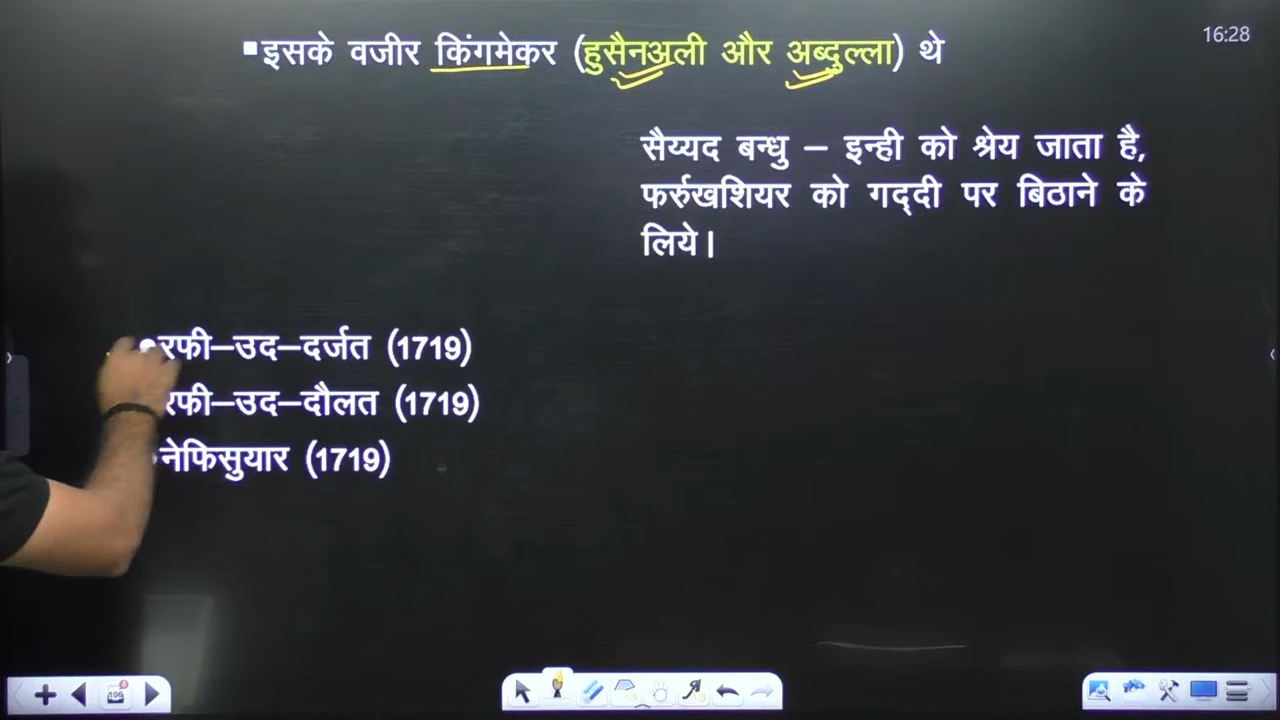 16:28
▪इसके वजीर किंगमेकर (हुसैनअली और अब्दुल्ला) थे
सैय्यद बन्धु – इन्ही को श्रेय जाता है,
फर्रुखशियर को गद्दी पर बिठाने के
लिये।
•रफी–उद–दर्जत (1719)
रफी–उद–दौलत (1719)
नेफिसुयार (1719)
106